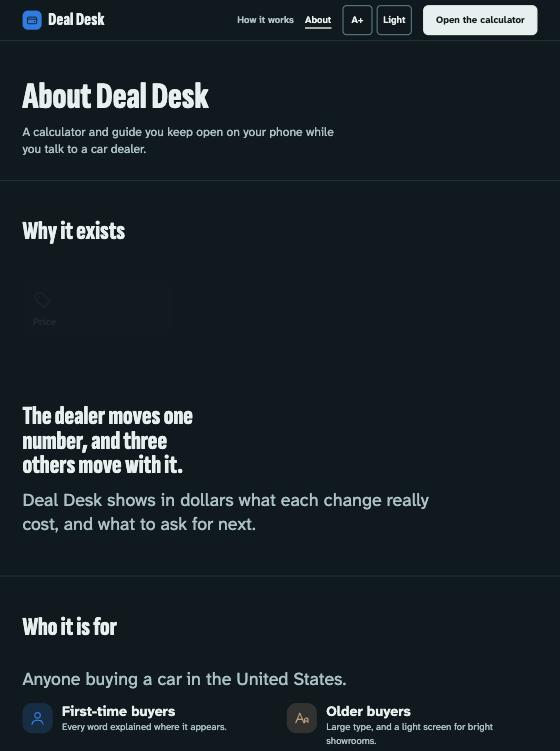 Deal Desk
How it works
About
A+
Light
Open the calculator
About Deal Desk
A calculator and guide you keep open on your phone while
you talk to a car dealer.
Why it exists
Price
The dealer moves one
number, and three
others move with it.
Deal Desk shows in dollars what each change really
cost, and what to ask for next.
Who it is for
Anyone buying a car in the United States.
First-time buyers
Every word explained where it appears.
Older buyers
Large type, and a light screen for bright
showrooms.